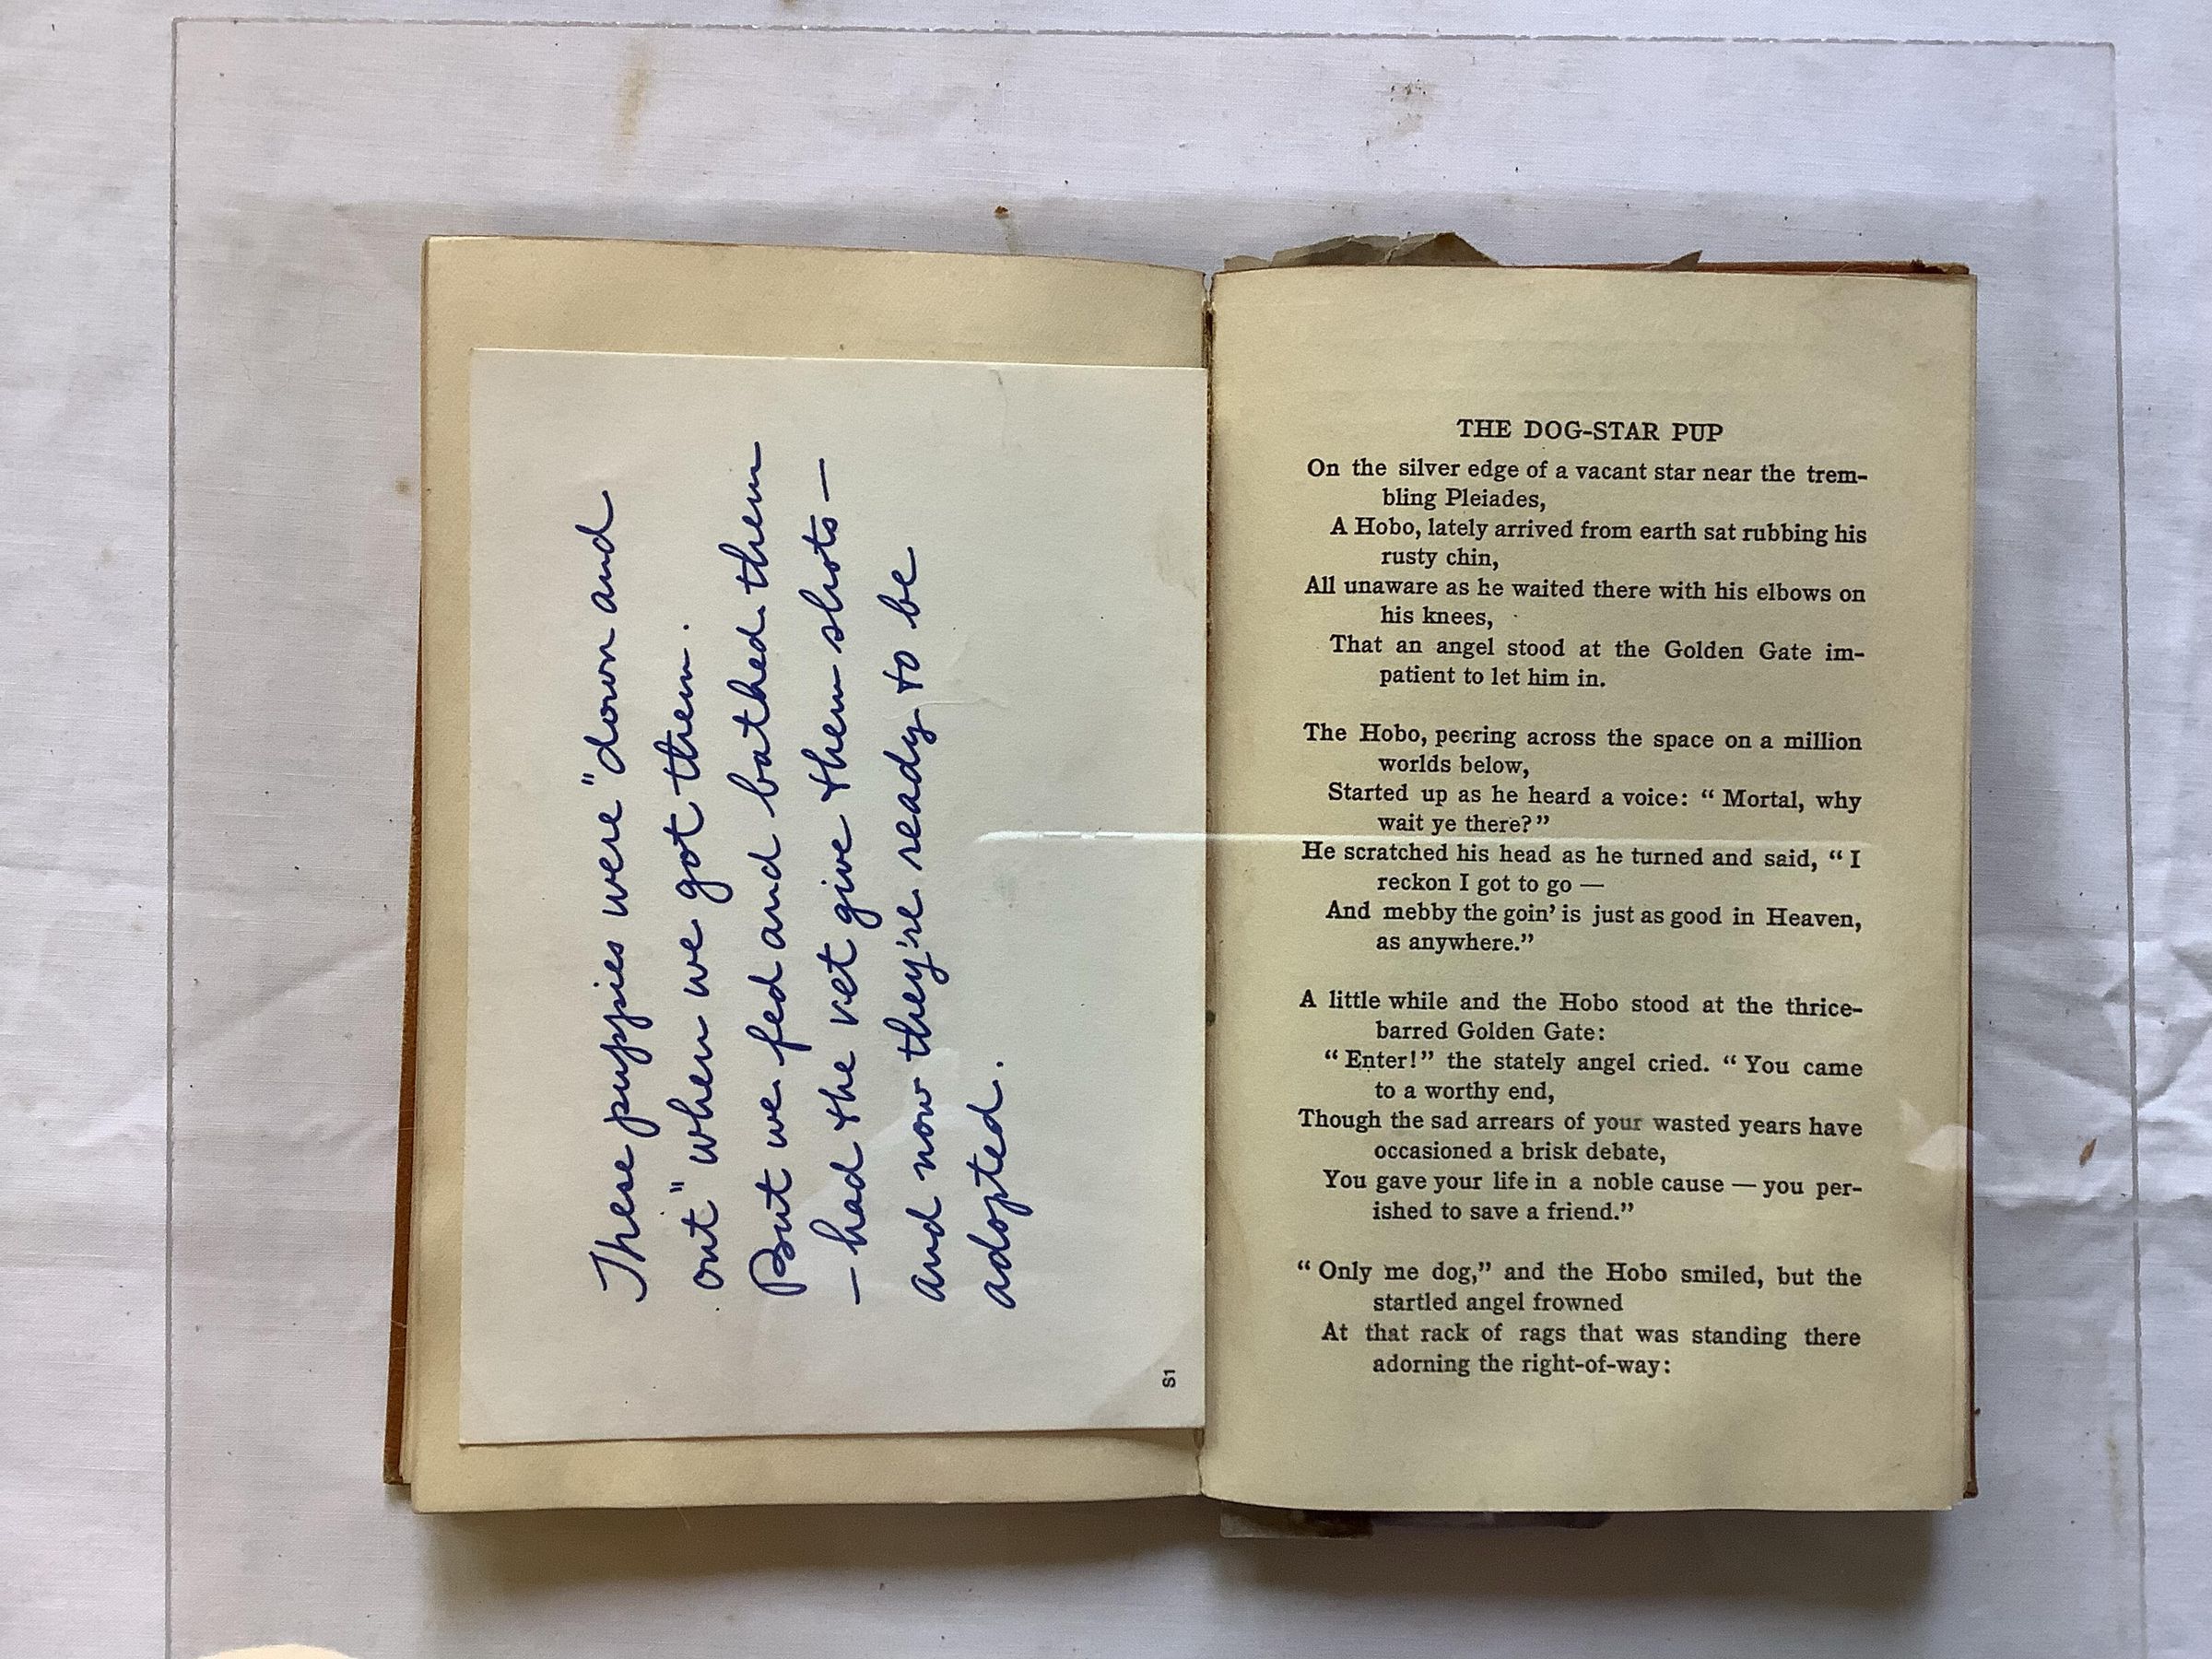 These puppies were "down and
out" when we got them.
But we fed and bathed them
— had the vet give them shots —
and now they're ready to be
adopted.
S1
THE DOG-STAR PUP
On the silver edge of a vacant star near the trem-
bling Pleiades,
A Hobo, lately arrived from earth sat rubbing his
rusty chin,
All unaware as he waited there with his elbows on
his knees,
That an angel stood at the Golden Gate im-
patient to let him in.
The Hobo, peering across the space on a million
worlds below,
Started up as he heard a voice: “ Mortal, why
wait ye there?”
He scratched his head as he turned and said, “ I
reckon I got to go —
And mebby the goin’ is just as good in Heaven,
as anywhere.”
A little while and the Hobo stood at the thrice-
barred Golden Gate:
“ Enter!” the stately angel cried. “ You came
to a worthy end,
Though the sad arrears of your wasted years have
occasioned a brisk debate,
You gave your life in a noble cause — you per-
ished to save a friend.”
“ Only me dog,” and the Hobo smiled, but the
startled angel frowned
At that rack of rags that was standing there
adorning the right-of-way: